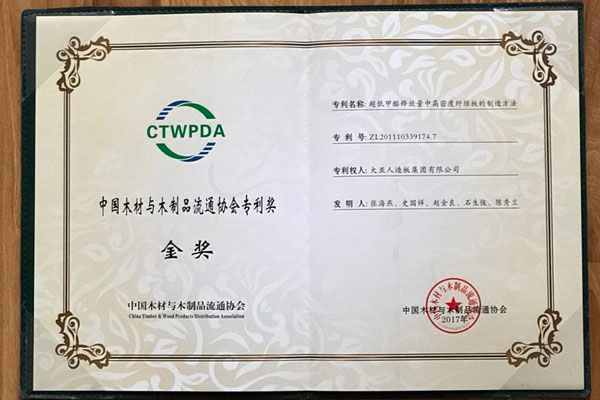 CTWPDA
中国木材与木制品流通协会专利奖
金奖
中国木材与木制品流通协会
China Timber & Wood Products Distribution Association
专利名称: 超低甲醛释放量中高密度纤维板的制造方法
专 利 号: ZL201110339174.7
专利权人: 大亚人造板集团有限公司
发 明 人: 张海燕、史国祥、赵金良、石生俊、陈秀兰
中国木材与木制品流通协会
2017年